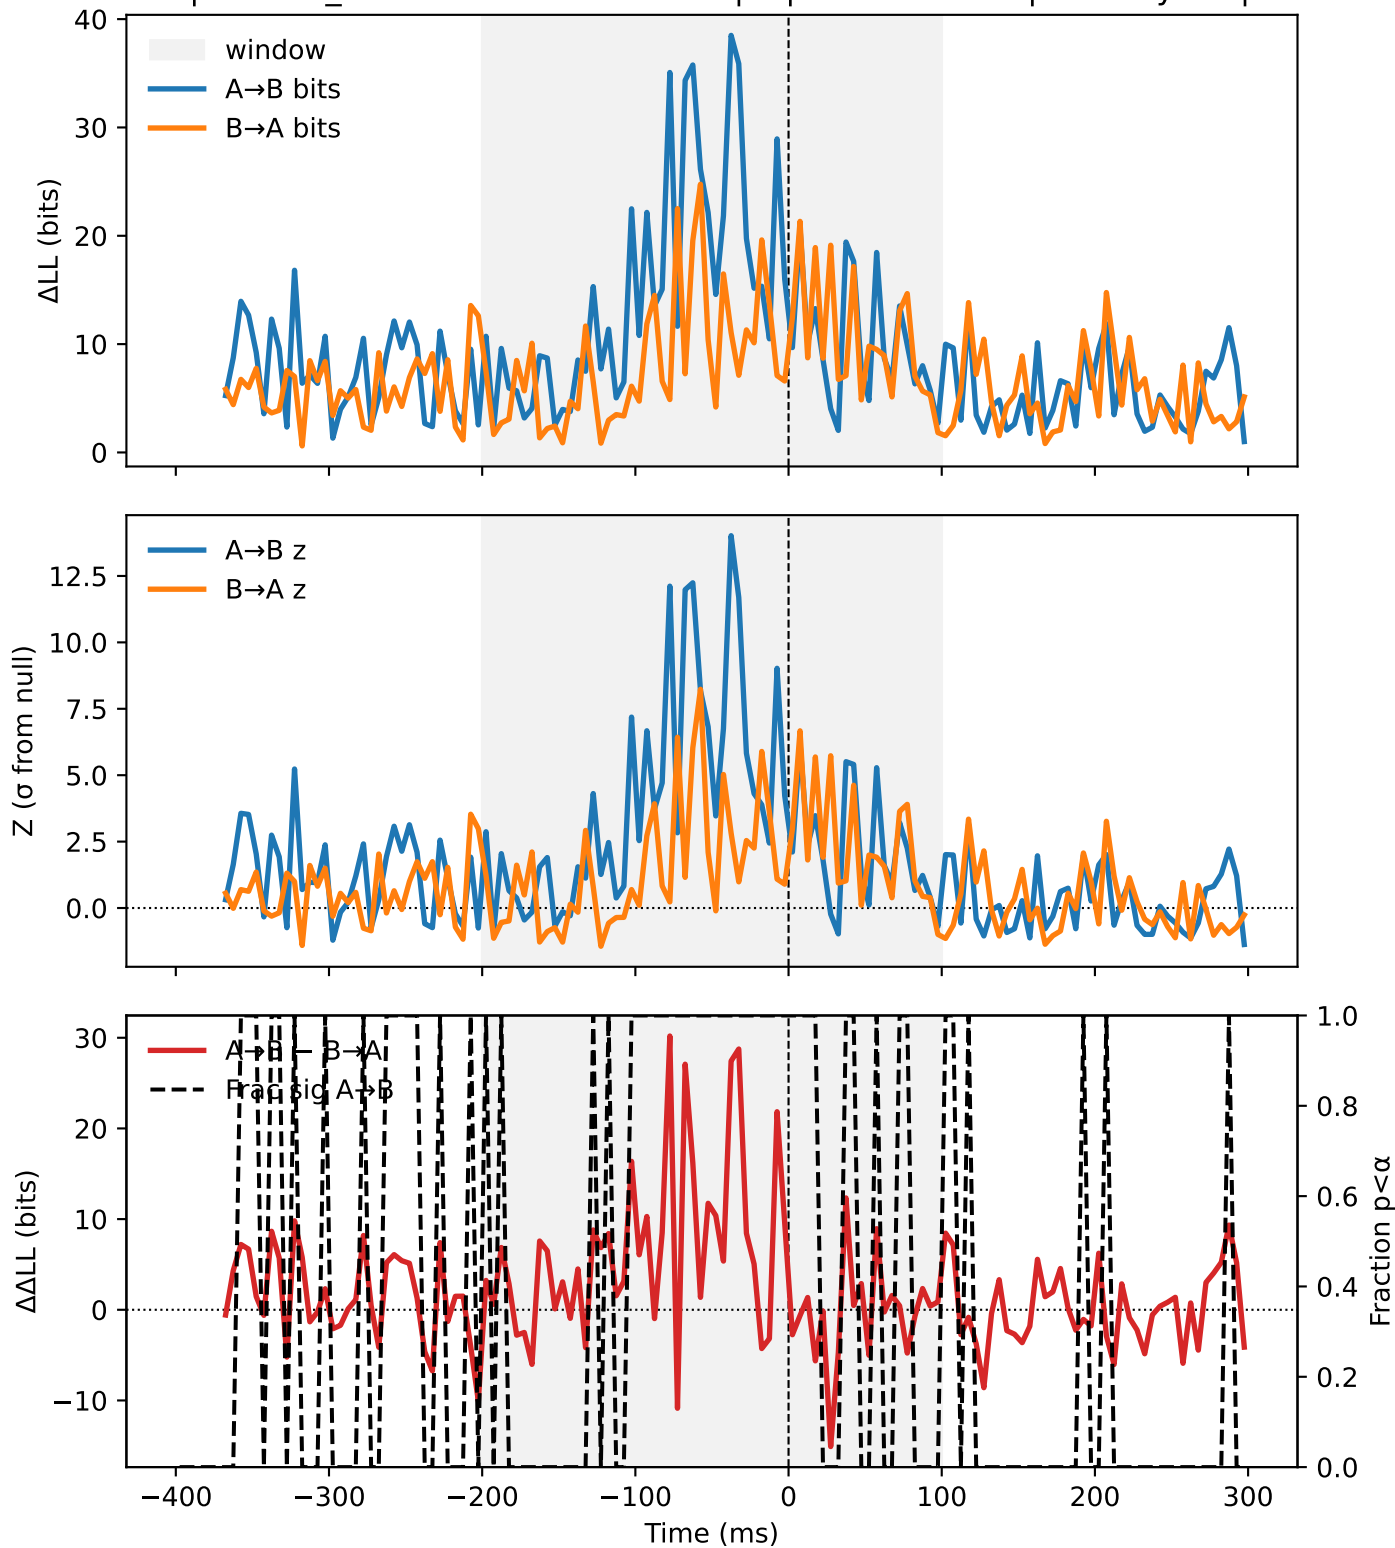 40
30
20
10
0
ΔLL (bits)
window
A→B bits
B→A bits
12.5
10.0
7.5
5.0
2.5
0.0
Z (σ from null)
A→B z
B→A z
30
20
10
0
−10
ΔΔLL (bits)
A→B − B→A
Frac sig A→B
1.0
0.8
0.6
0.4
0.2
0.0
Fraction p<α
−400 −300 −200 −100 0 100 200 300
Time (ms)